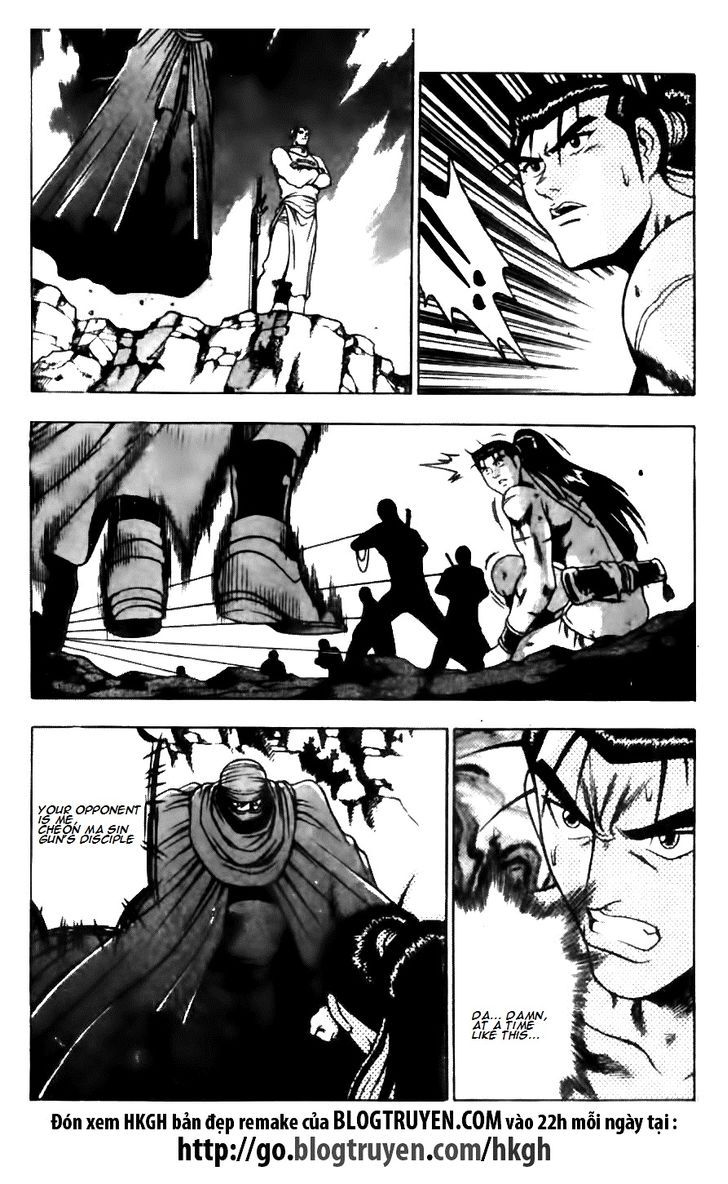 YOUR OPPONENT
IS ME,
CHEON MA SIN
GUN'S DISCIPLE
DA... DAMN,
AT A TIME
LIKE THIS...
Đón xem HKGH bản đẹp remake của BLOGTRUYEN.COM vào 22h mỗi ngày tại :
http://go.blogtruyen.com/hkgh